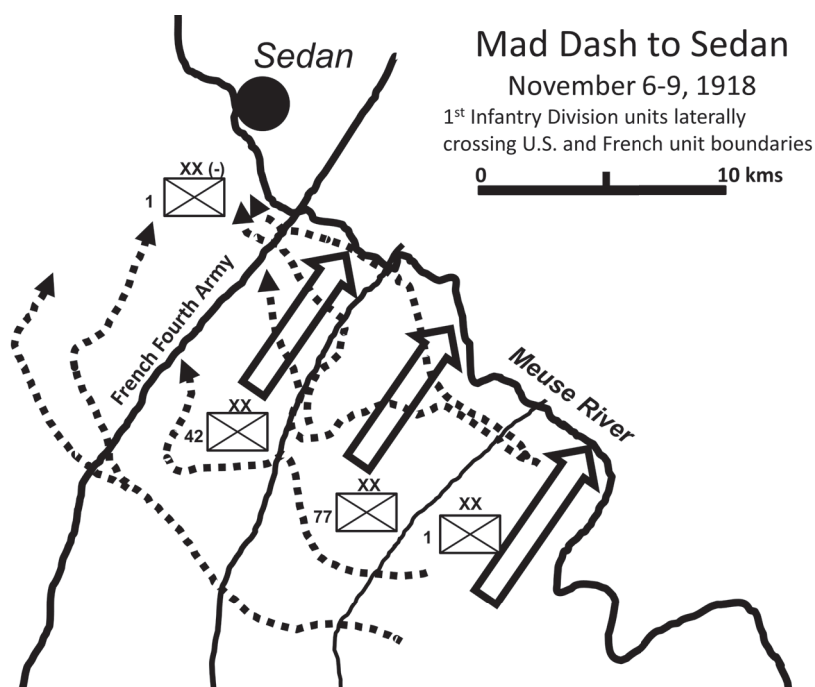 Sedan
Mad Dash to Sedan
November 6-9, 1918
1st Infantry Division units laterally
crossing U.S. and French unit boundaries
0 10 kms
XX (-)
1
French Fourth Army
Meuse River
XX
42
XX
77
XX
1